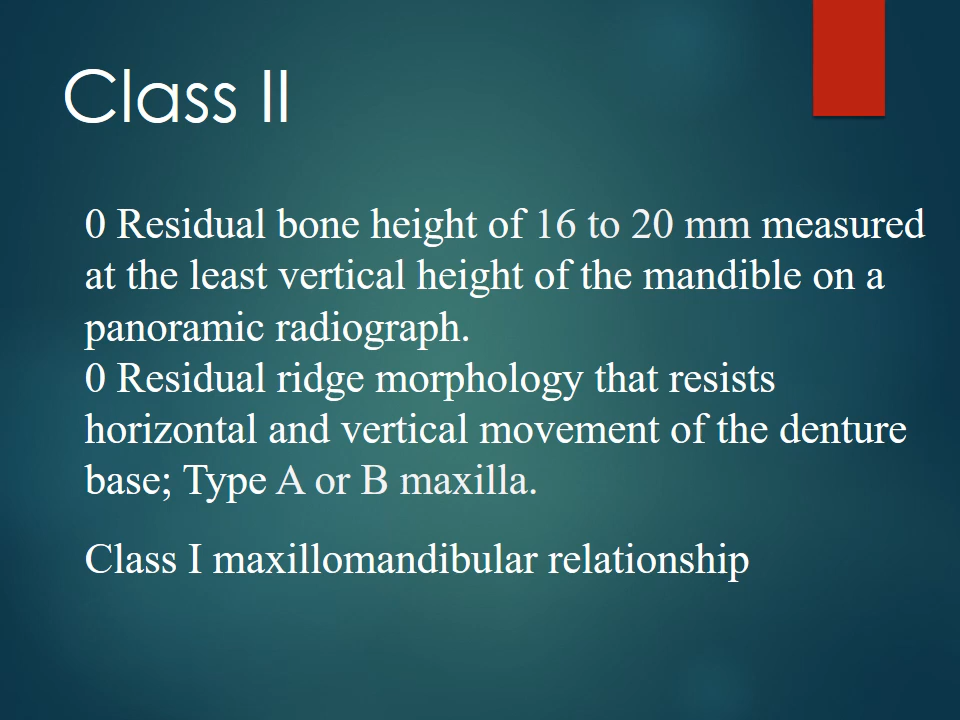 Class II
0 Residual bone height of 16 to 20 mm measured
at the least vertical height of the mandible on a
panoramic radiograph.
0 Residual ridge morphology that resists
horizontal and vertical movement of the denture
base; Type A or B maxilla.
Class I maxillomandibular relationship